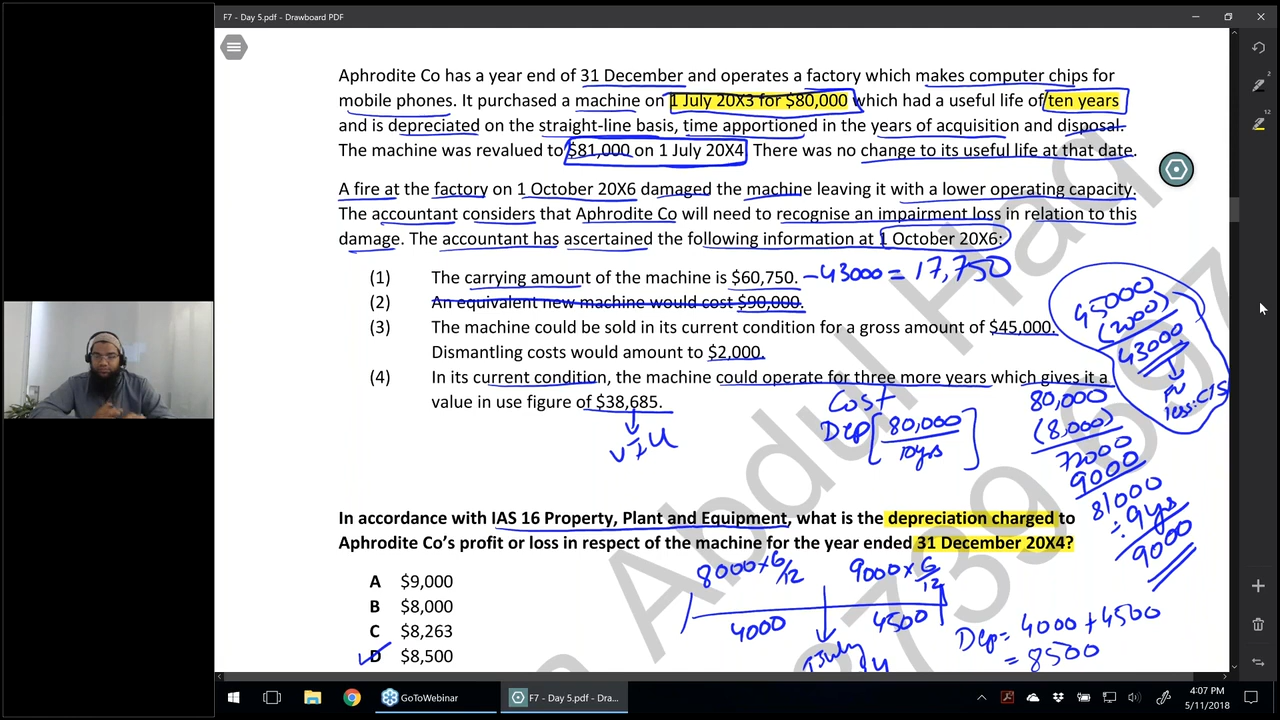 F7 - Day 5.pdf - Drawboard PDF
Aphrodite Co has a year end of 31 December and operates a factory which makes computer chips for
mobile phones. It purchased a machine on 1 July 20X3 for $80,000 which had a useful life of ten years
and is depreciated on the straight-line basis, time apportioned in the years of acquisition and disposal.
The machine was revalued to $81,000 on 1 July 20X4. There was no change to its useful life at that date.
A fire at the factory on 1 October 20X6 damaged the machine leaving it with a lower operating capacity.
The accountant considers that Aphrodite Co will need to recognise an impairment loss in relation to this
damage. The accountant has ascertained the following information at 1 October 20X6:
(1) The carrying amount of the machine is $60,750. - 43000 = 17,750
(2) An equivalent new machine would cost $90,000.
(3) The machine could be sold in its current condition for a gross amount of $45,000.
Dismantling costs would amount to $2,000.
(4) In its current condition, the machine could operate for three more years which gives it a
value in use figure of $38,685.
VIU
45000
(2000)
43000
FV
less: CTS
Cost 80,000
Dep [80,000 / 10yrs] (8,000)
72000
9000
81000
÷ 9yrs
9000
In accordance with IAS 16 Property, Plant and Equipment, what is the depreciation charged to
Aphrodite Co's profit or loss in respect of the machine for the year ended 31 December 20X4?
8000 x 6/12 9000 x 6/12
A $9,000
B $8,000
C $8,263
D $8,500
4000 4500
1 July
Dep = 4000 + 4500
= 8500
Abdul Haq
739 697
GoToWebinar
F7 - Day 5.pdf - Dra...
4:07 PM
5/11/2018
2
12